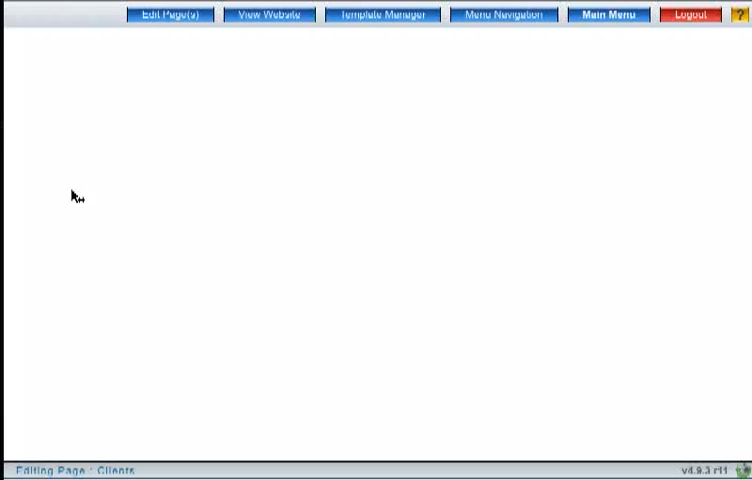 Edit Page(s) View Website Template Manager Menu Navigation Main Menu Logout ?
Editing Page : Clients v4.9.3 r11